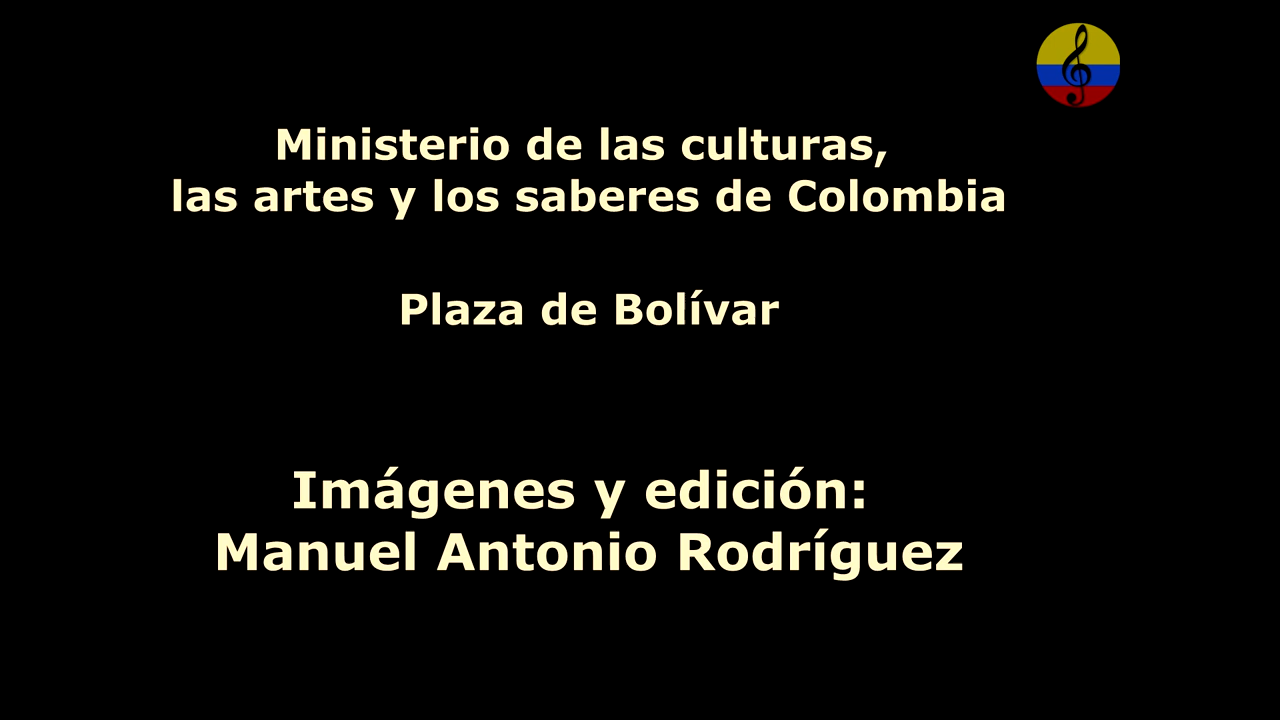 Ministerio de las culturas,
las artes y los saberes de Colombia
Plaza de Bolívar
Imágenes y edición:
Manuel Antonio Rodríguez